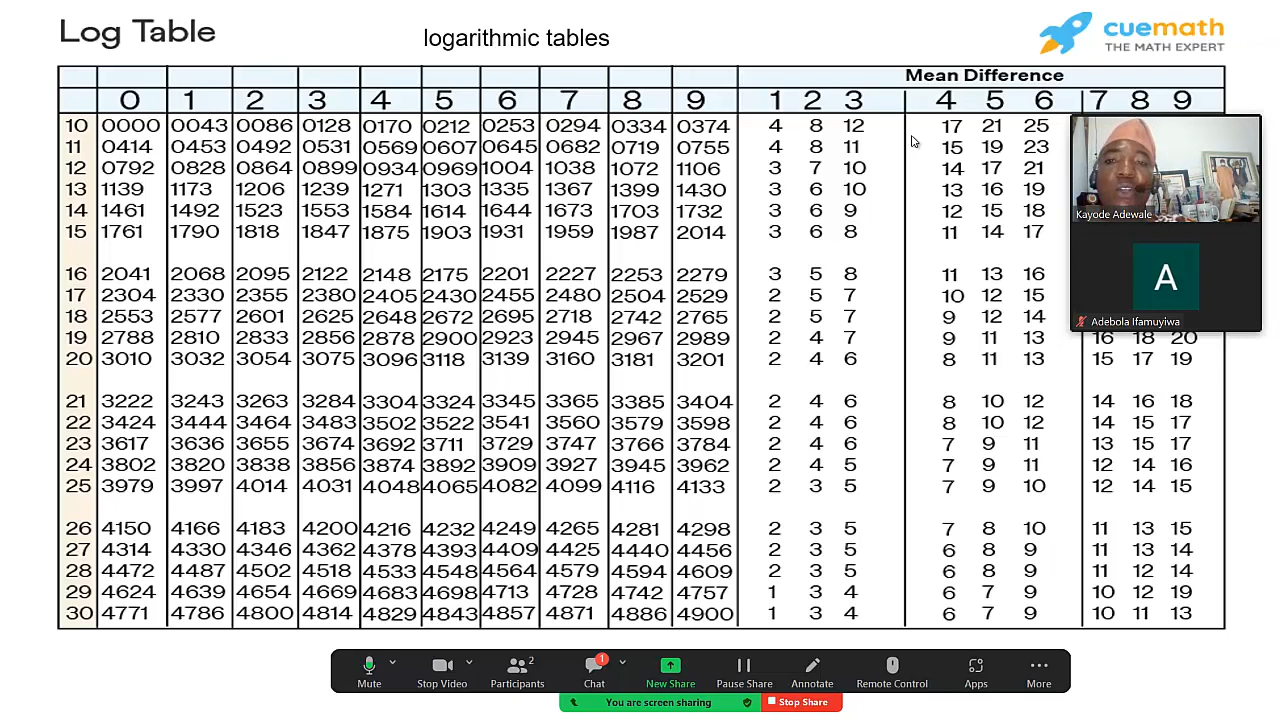 Log Table
logarithmic tables
cuemath
THE MATH EXPERT
Mean Difference
0 1 2 3 4 5 6 7 8 9 1 2 3 4 5 6 7 8 9
10 0000 0043 0086 0128 0170 0212 0253 0294 0334 0374 4 8 12 17 21 25
11 0414 0453 0492 0531 0569 0607 0645 0682 0719 0755 4 8 11 15 19 23
12 0792 0828 0864 0899 0934 0969 1004 1038 1072 1106 3 7 10 14 17 21
13 1139 1173 1206 1239 1271 1303 1335 1367 1399 1430 3 6 10 13 16 19
14 1461 1492 1523 1553 1584 1614 1644 1673 1703 1732 3 6 9 12 15 18
15 1761 1790 1818 1847 1875 1903 1931 1959 1987 2014 3 6 8 11 14 17
16 2041 2068 2095 2122 2148 2175 2201 2227 2253 2279 3 5 8 11 13 16
17 2304 2330 2355 2380 2405 2430 2455 2480 2504 2529 2 5 7 10 12 15
18 2553 2577 2601 2625 2648 2672 2695 2718 2742 2765 2 5 7 9 12 14
19 2788 2810 2833 2856 2878 2900 2923 2945 2967 2989 2 4 7 9 11 13 16 18 20
20 3010 3032 3054 3075 3096 3118 3139 3160 3181 3201 2 4 6 8 11 13 15 17 19
21 3222 3243 3263 3284 3304 3324 3345 3365 3385 3404 2 4 6 8 10 12 14 16 18
22 3424 3444 3464 3483 3502 3522 3541 3560 3579 3598 2 4 6 8 10 12 14 15 17
23 3617 3636 3655 3674 3692 3711 3729 3747 3766 3784 2 4 6 7 9 11 13 15 17
24 3802 3820 3838 3856 3874 3892 3909 3927 3945 3962 2 4 5 7 9 11 12 14 16
25 3979 3997 4014 4031 4048 4065 4082 4099 4116 4133 2 3 5 7 9 10 12 14 15
26 4150 4166 4183 4200 4216 4232 4249 4265 4281 4298 2 3 5 7 8 10 11 13 15
27 4314 4330 4346 4362 4378 4393 4409 4425 4440 4456 2 3 5 6 8 9 11 13 14
28 4472 4487 4502 4518 4533 4548 4564 4579 4594 4609 2 3 5 6 8 9 11 12 14
29 4624 4639 4654 4669 4683 4698 4713 4728 4742 4757 1 3 4 6 7 9 10 12 19
30 4771 4786 4800 4814 4829 4843 4857 4871 4886 4900 1 3 4 6 7 9 10 11 13
Kayode Adewale
A
Adebola Ifamuyiwa
2 1
Mute Stop Video Participants Chat New Share Pause Share Annotate Remote Control Apps More
You are screen sharing Stop Share